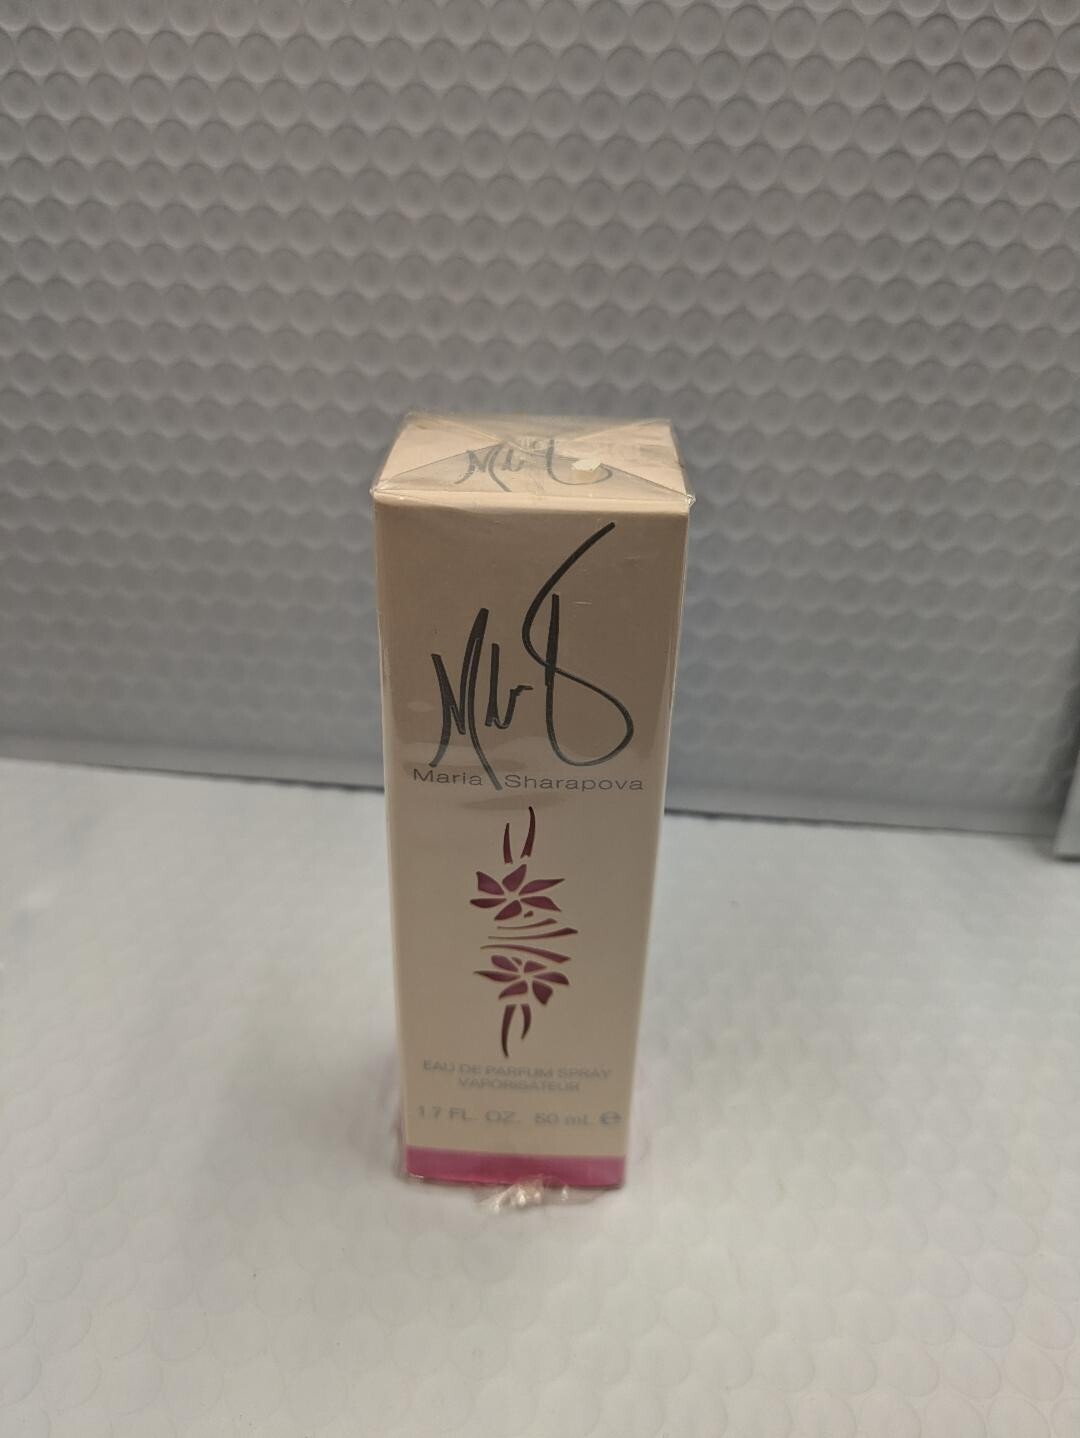 Maria Sharapova
EAU DE PARFUM SPRAY
VAPORISATEUR
1.7 FL. OZ. 50 mL ℮